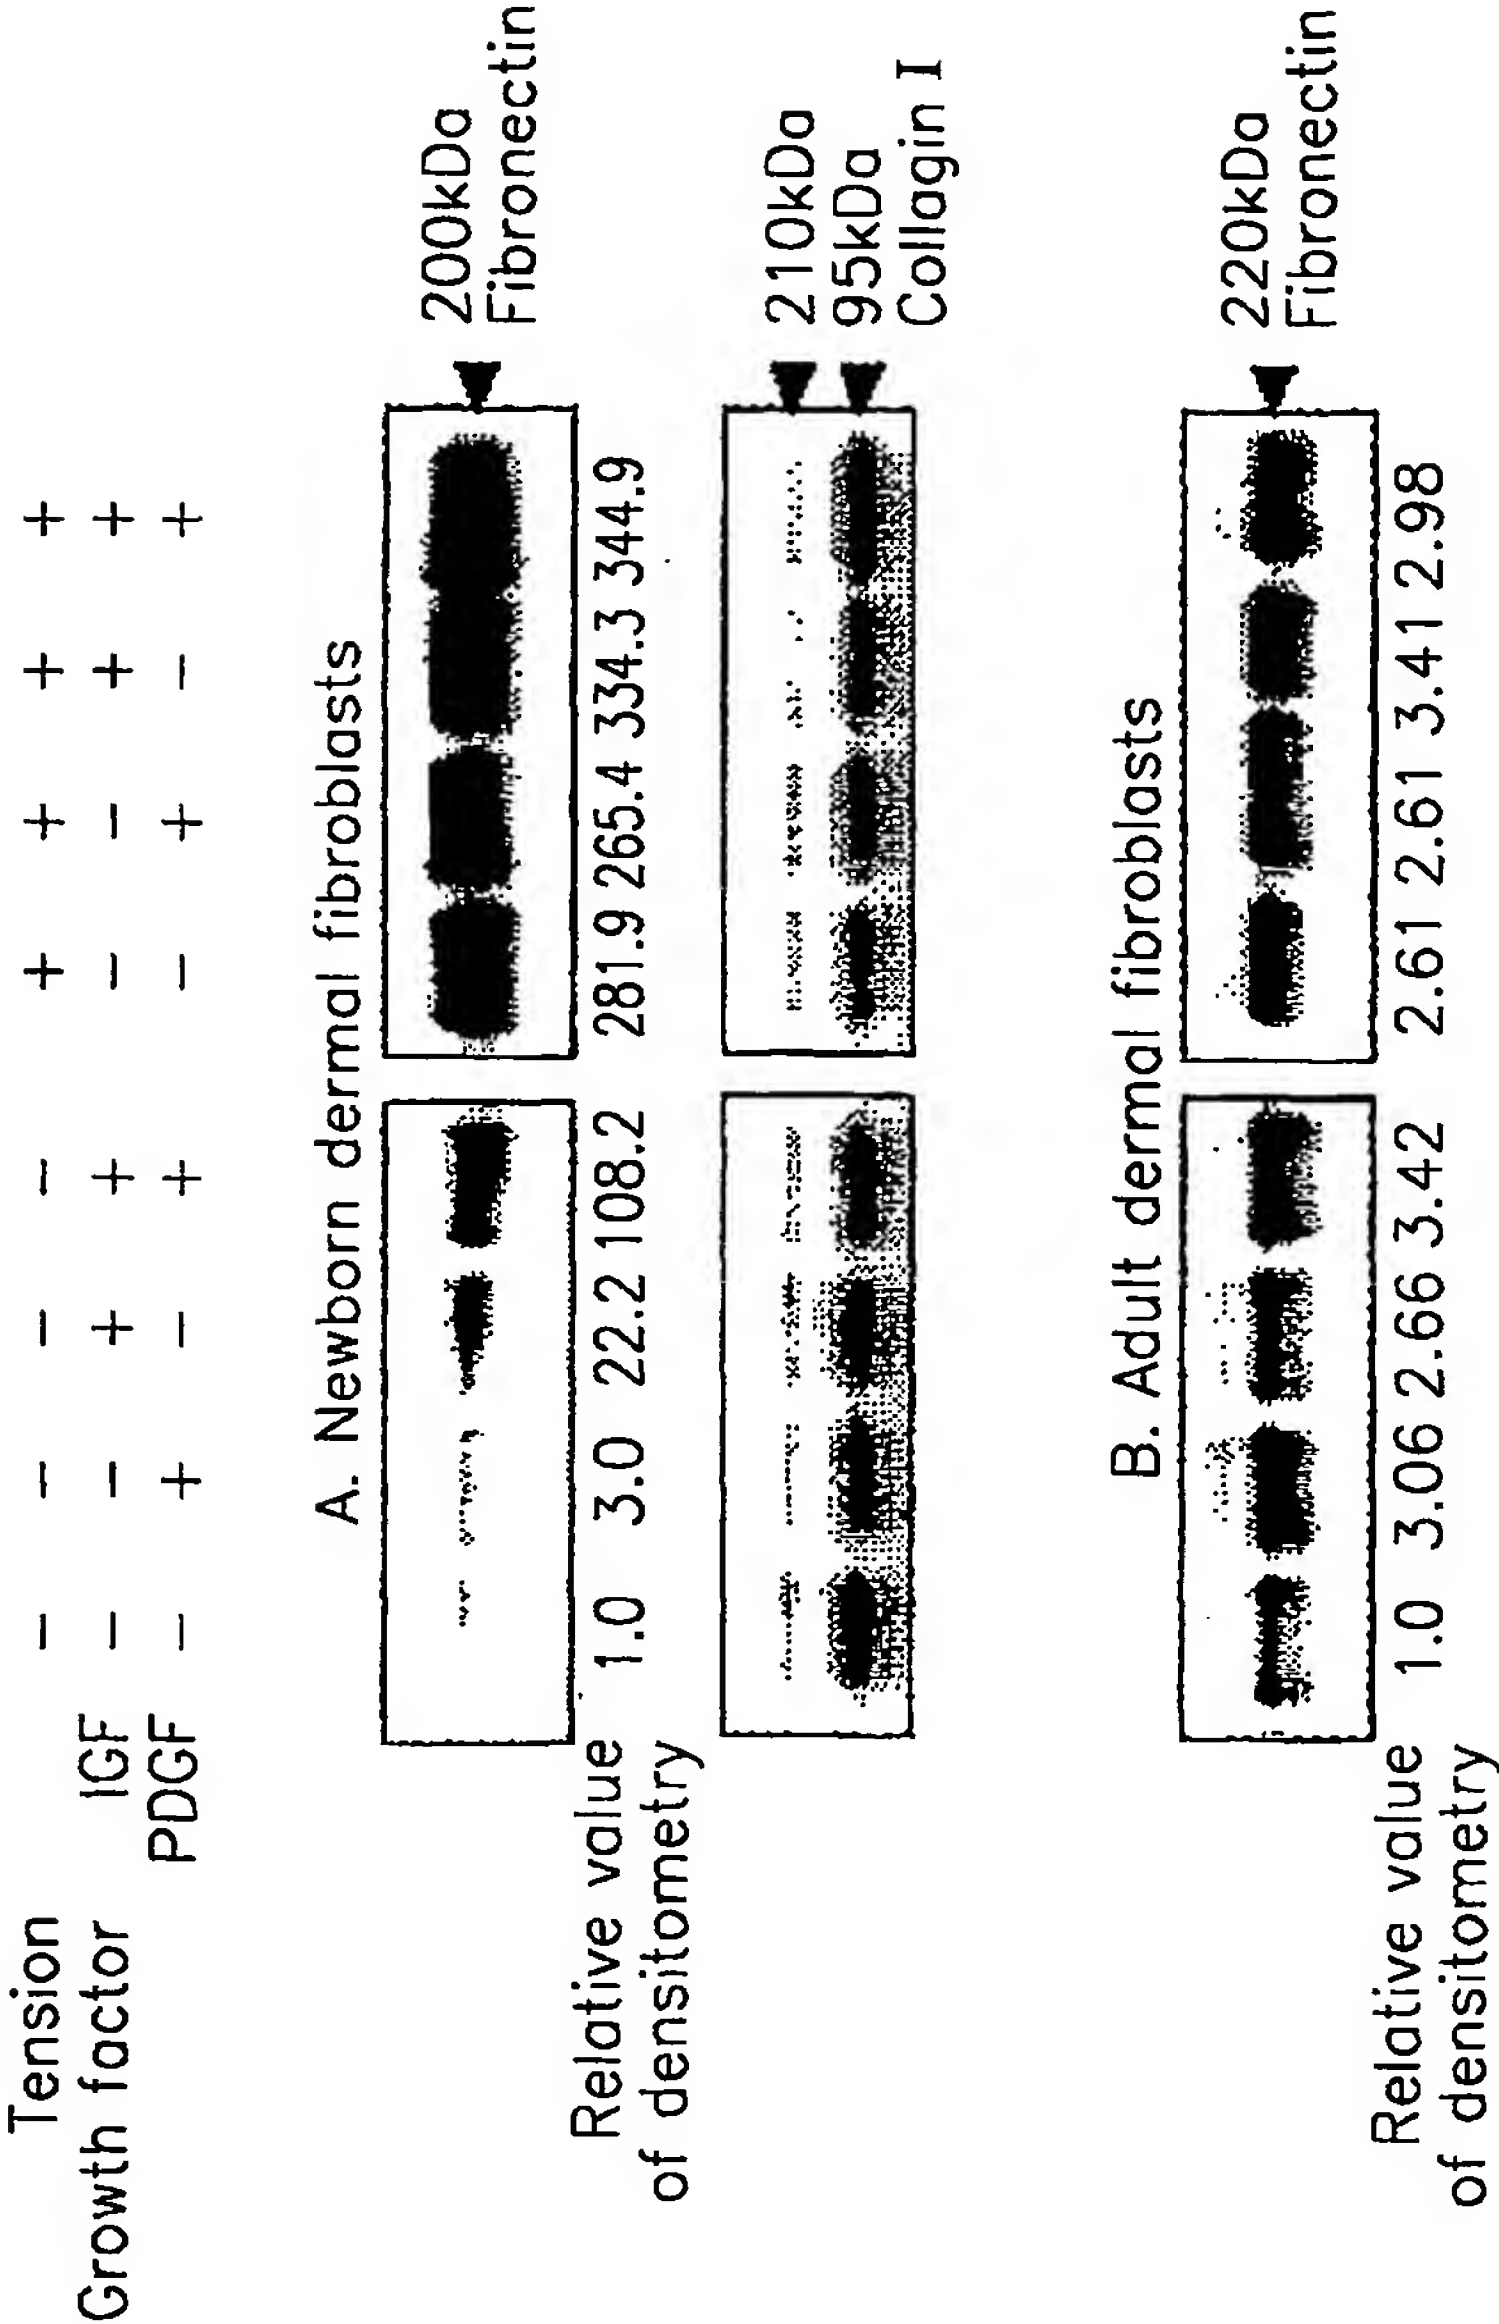 Tension − − − − + + + +
Growth factor IGF − − + + − − + +
PDGF − + − + − + − +
A. Newborn dermal fibroblasts
200kDa
Fibronectin
Relative value 1.0 3.0 22.2 108.2 281.9 265.4 334.3 344.9
of densitometry
210kDa
95kDa
Collagin I
B. Adult dermal fibroblasts
220kDa
Fibronectin
Relative value 1.0 3.06 2.66 3.42 2.61 2.61 3.41 2.98
of densitometry